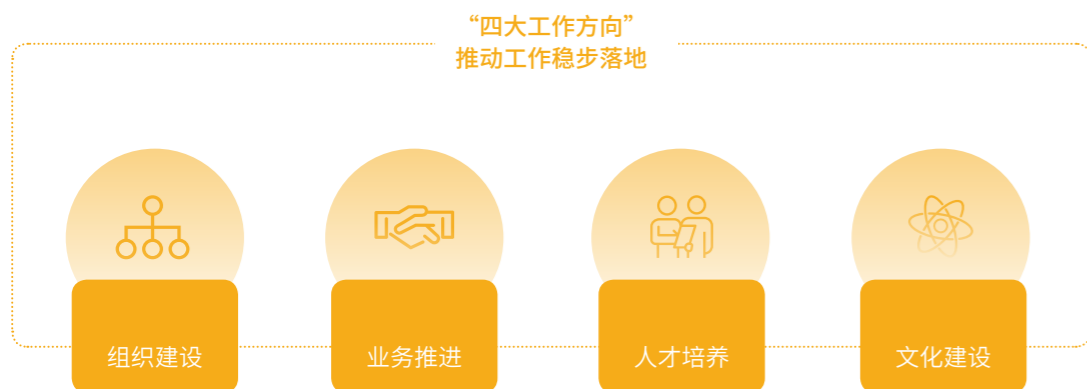 “四大工作方向”
推动工作稳步落地
组织建设
业务推进
人才培养
文化建设